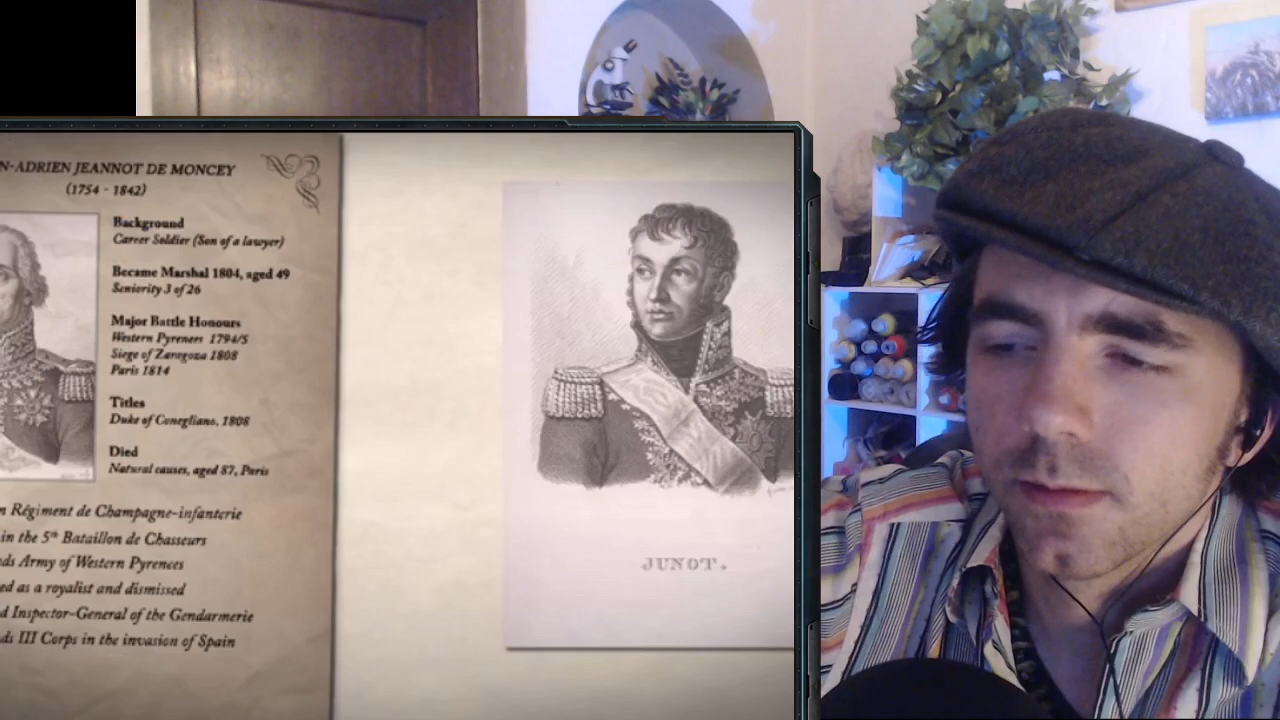 N-ADRIEN JEANNOT DE MONCEY
(1754 - 1842)
Background
Career Soldier (Son of a lawyer)
Became Marshal 1804, aged 49
Seniority 3 of 26
Major Battle Honours
Western Pyrenees 1794/5
Siege of Zaragoza 1808
Paris 1814
Titles
Duke of Conegliano, 1808
Died
Natural causes, aged 87, Paris
n Régiment de Champagne-infanterie
in the 5th Bataillon de Chasseurs
ds Army of Western Pyrences
ed as a royalist and dismissed
d Inspector-General of the Gendarmerie
ds III Corps in the invasion of Spain
JUNOT.